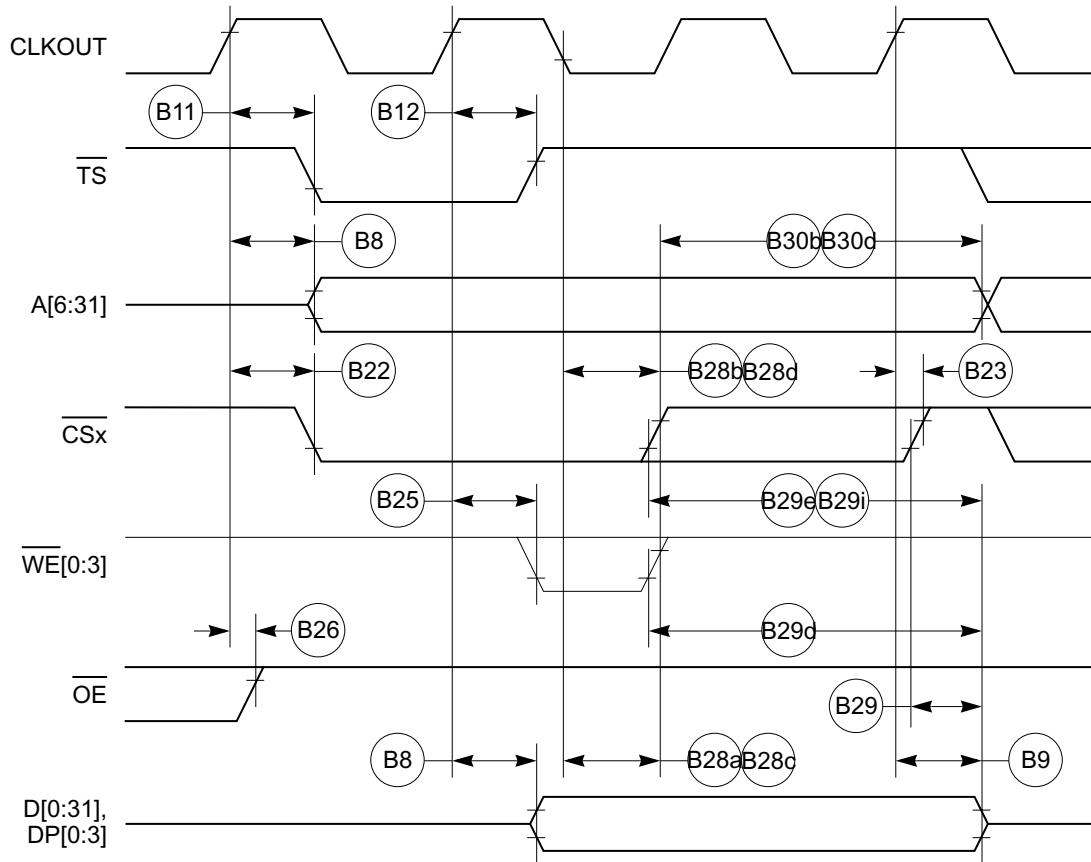 CLKOUT
B11
B12
TS
B8
B30b B30d
A[6:31]
B22
B28b B28d
B23
CSx
B25
B29e B29i
WE[0:3]
B26
B29d
OE
B29
B8
B28a B28c
B9
D[0:31],
DP[0:3]